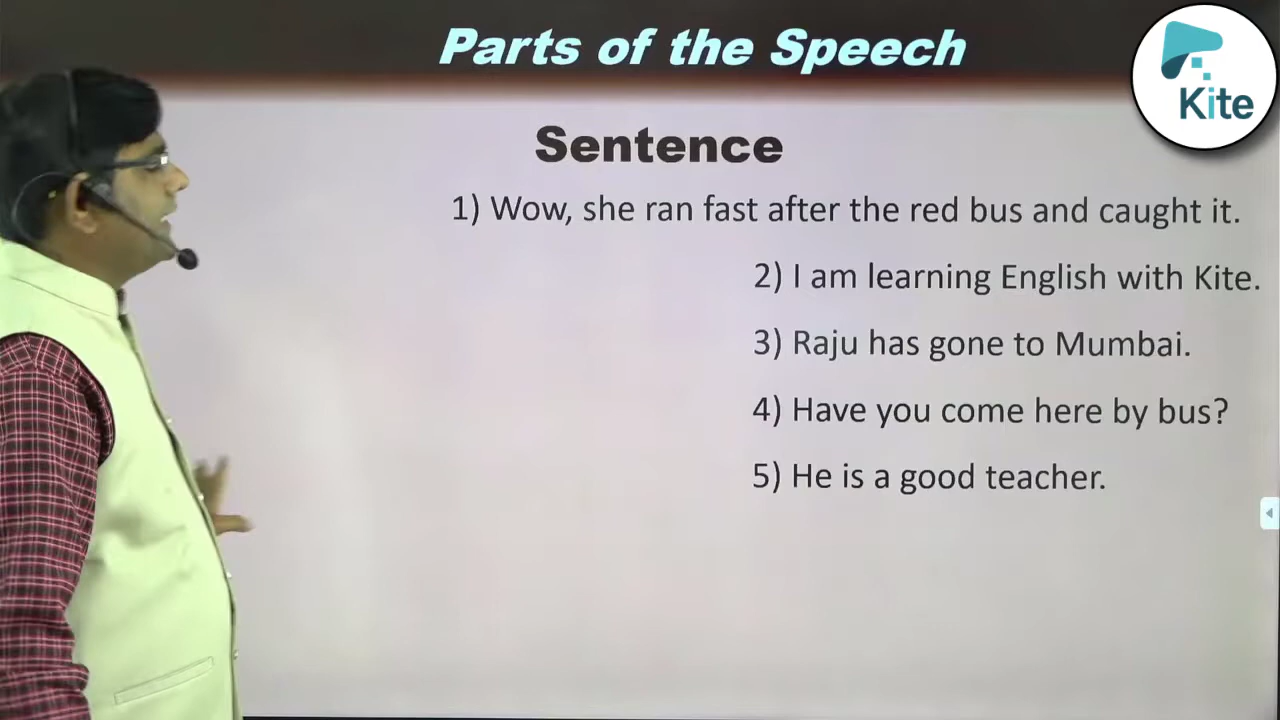 Parts of the Speech
Kite
Sentence
1) Wow, she ran fast after the red bus and caught it.
2) I am learning English with Kite.
3) Raju has gone to Mumbai.
4) Have you come here by bus?
5) He is a good teacher.